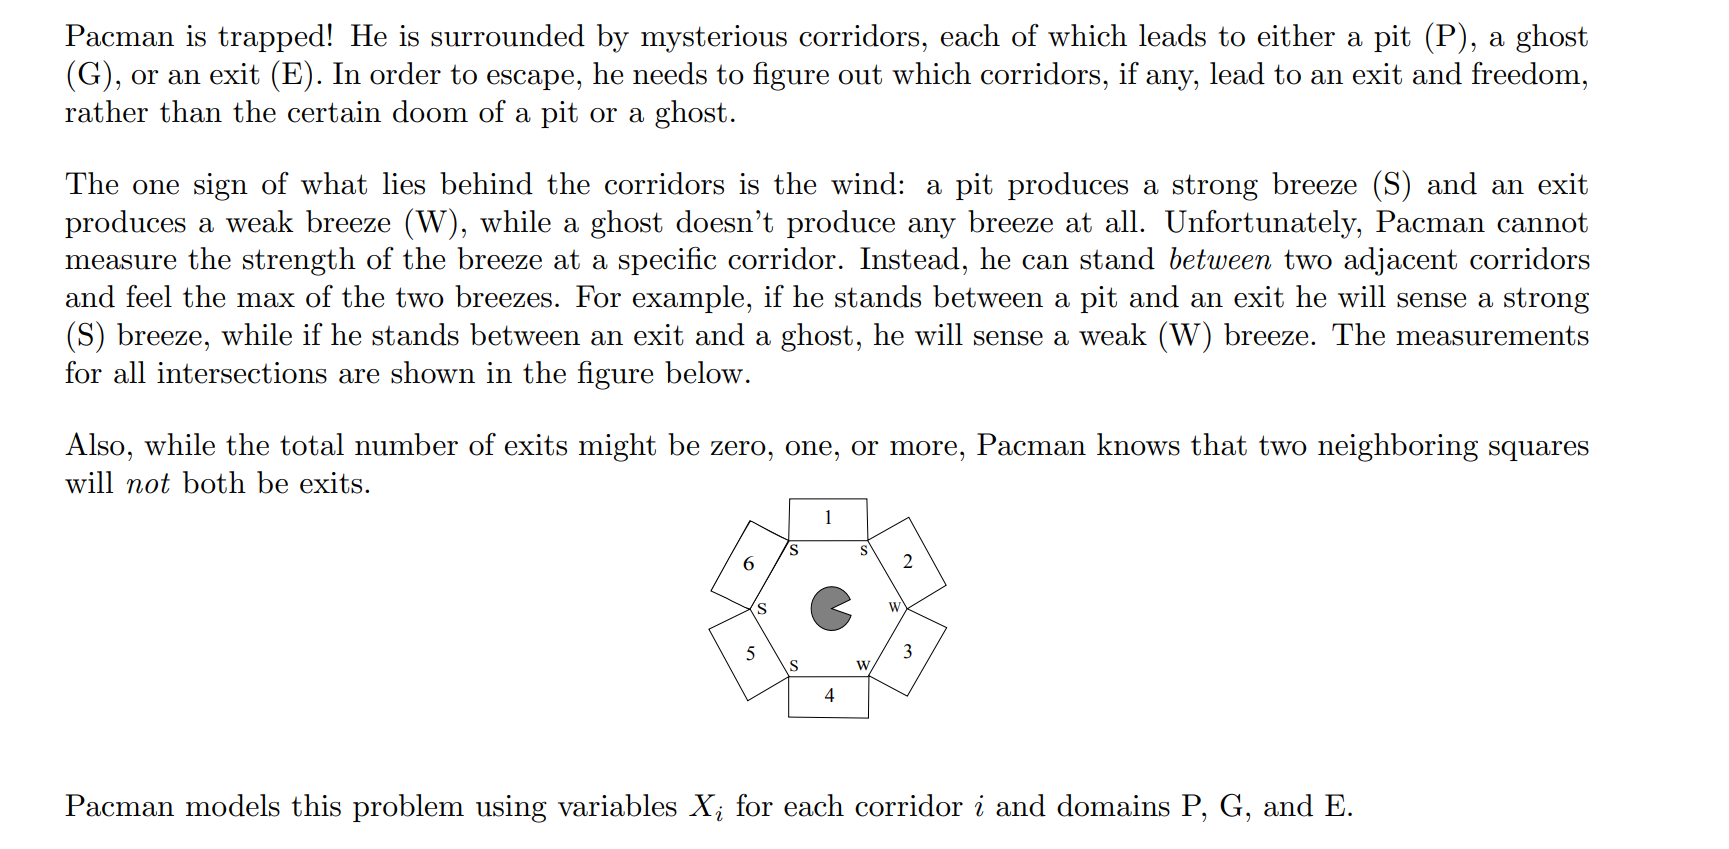 Pacman is trapped! He is surrounded by mysterious corridors, each of which leads to either a pit (P), a ghost
(G), or an exit (E). In order to escape, he needs to figure out which corridors, if any, lead to an exit and freedom,
rather than the certain doom of a pit or a ghost.
The one sign of what lies behind the corridors is the wind: a pit produces a strong breeze (S) and an exit
produces a weak breeze (W), while a ghost doesn't produce any breeze at all. Unfortunately, Pacman cannot
measure the strength of the breeze at a specific corridor. Instead, he can stand between two adjacent corridors
and feel the max of the two breezes. For example, if he stands between a pit and an exit he will sense a strong
(S) breeze, while if he stands between an exit and a ghost, he will sense a weak (W) breeze. The measurements
for all intersections are shown in the figure below.
Also, while the total number of exits might be zero, one, or more, Pacman knows that two neighboring squares
will not both be exits.
1
S S
6 2
S W
5 3
S W
4
Pacman models this problem using variables X_i for each corridor i and domains P, G, and E.